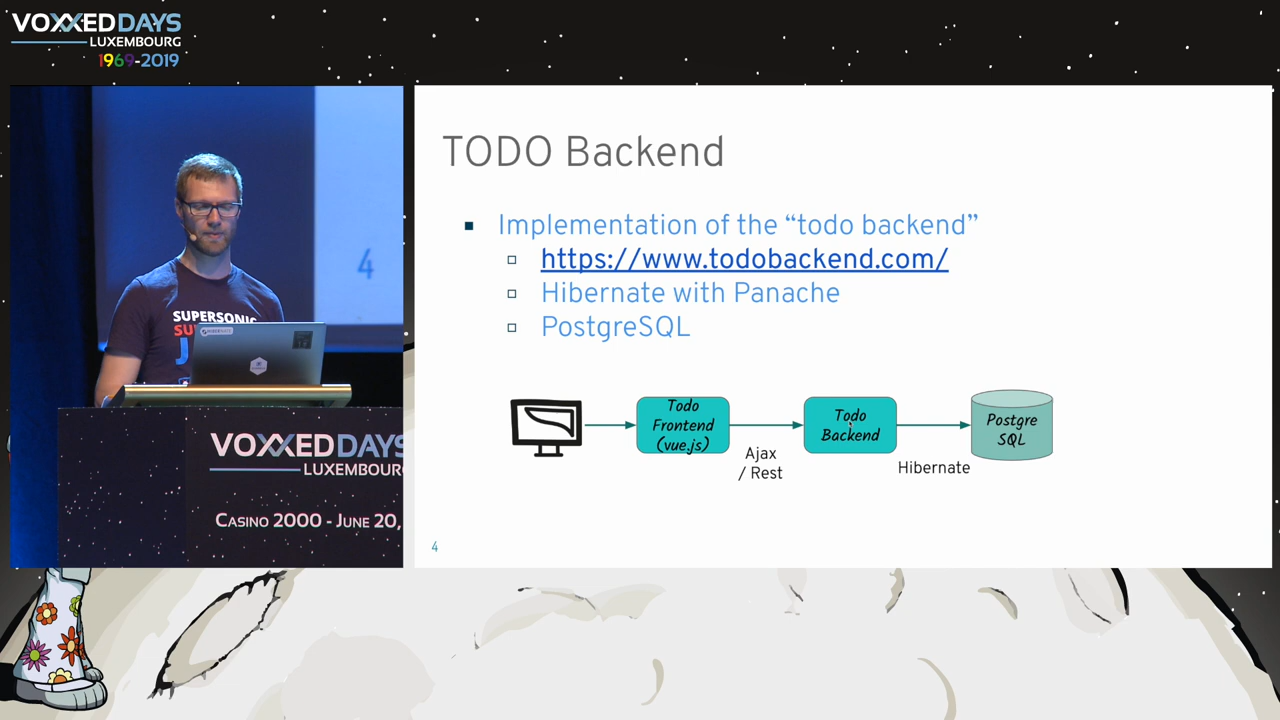 VOXXED DAYS
LUXEMBOURG
1969-2019
4
SUPERSONIC
HIBERNATE
VOXXED DAYS
LUXEMBOURG
CASINO 2000 - JUNE 20,
TODO Backend
Implementation of the “todo backend”
https://www.todobackend.com/
Hibernate with Panache
PostgreSQL
Todo
Frontend
(vue.js)
Ajax
/ Rest
Todo
Backend
Hibernate
Postgre
SQL
4